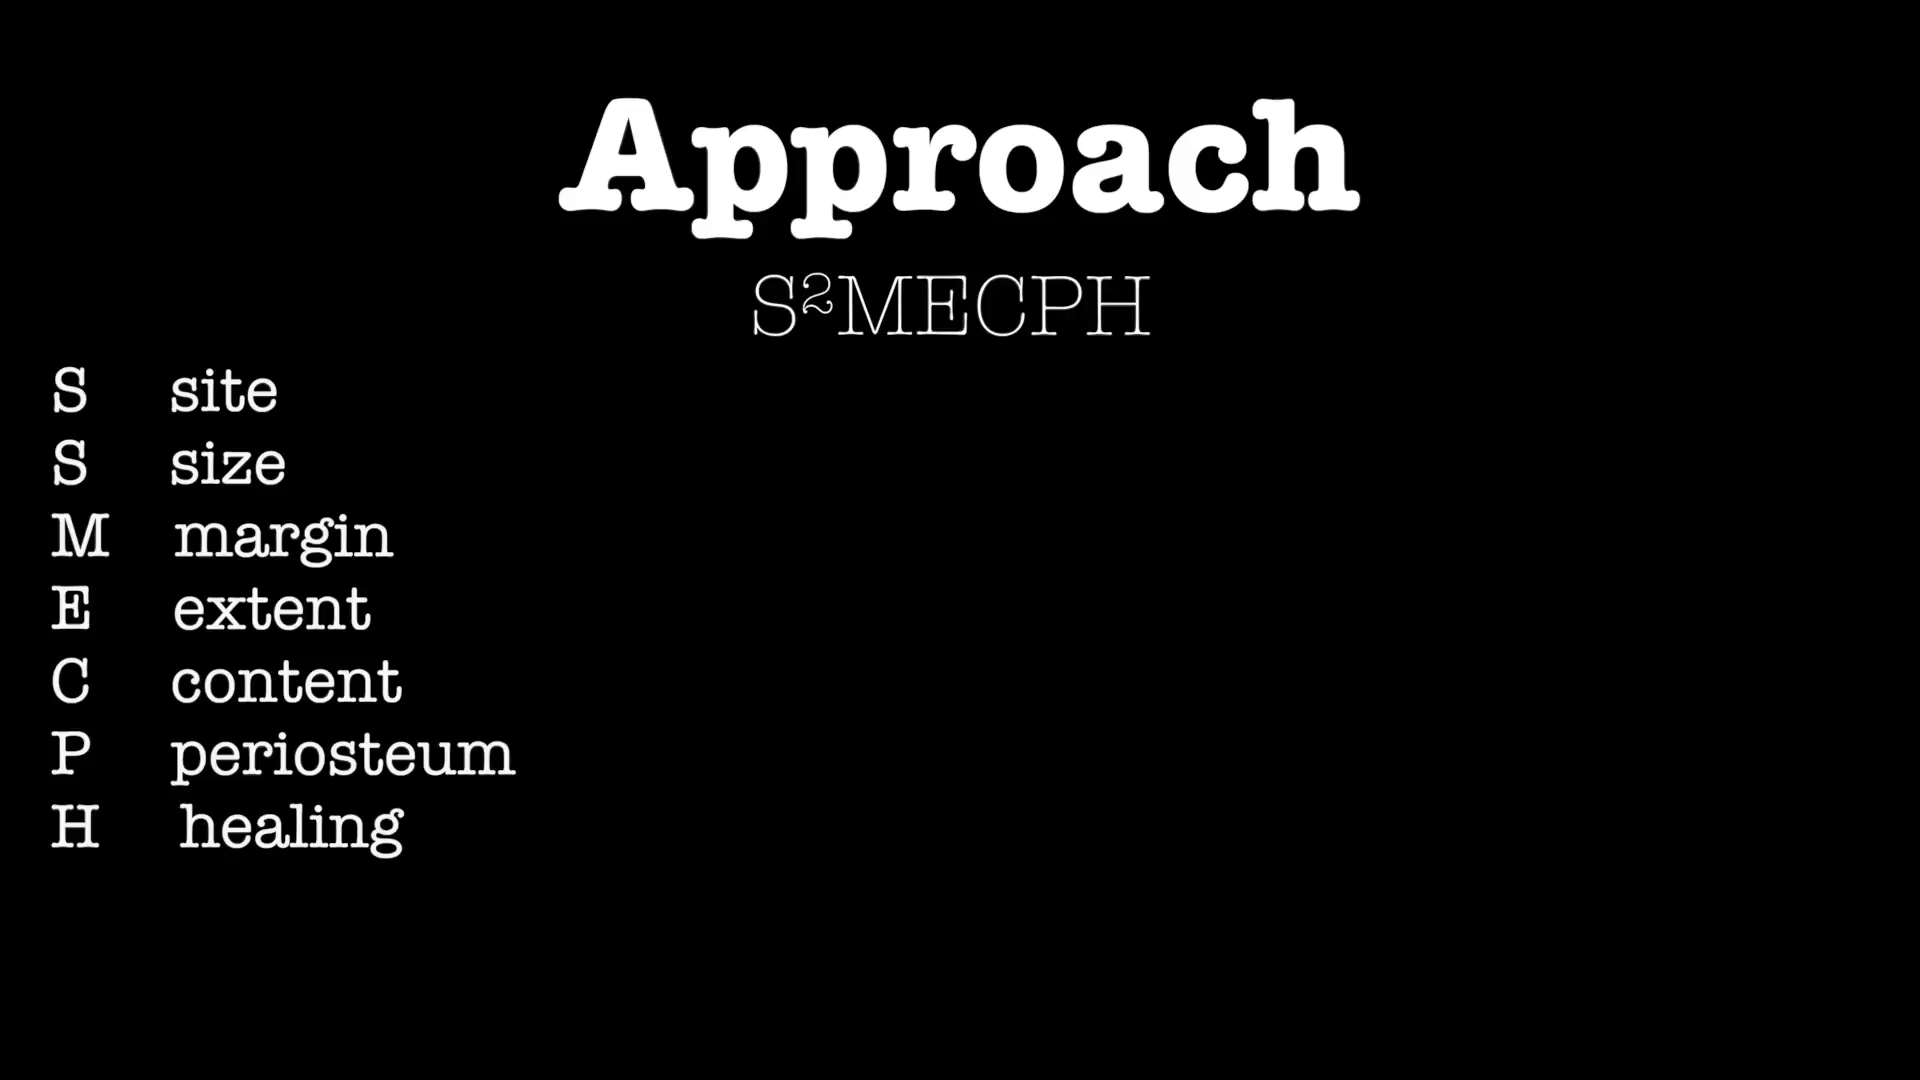 Approach
S²MECPH
S site
S size
M margin
E extent
C content
P periosteum
H healing